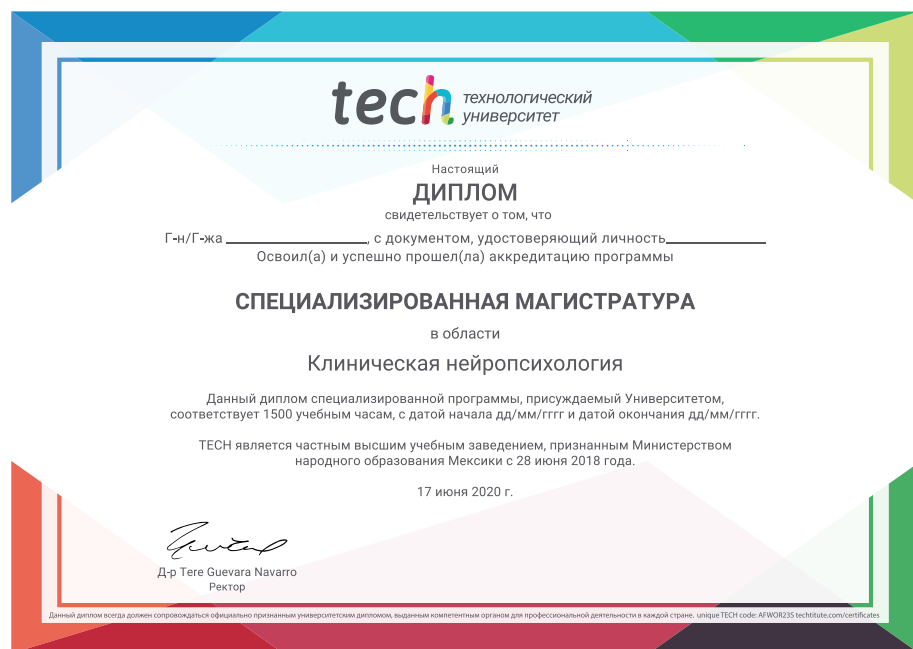 tech технологический
университет
Настоящий
ДИПЛОМ
свидетельствует о том, что
Г-н/Г-жа ________________, с документом, удостоверяющий личность____________
Освоил(а) и успешно прошел(ла) аккредитацию программы
СПЕЦИАЛИЗИРОВАННАЯ МАГИСТРАТУРА
в области
Клиническая нейропсихология
Данный диплом специализированной программы, присуждаемый Университетом,
соответствует 1500 учебным часам, с датой начала дд/мм/гггг и датой окончания дд/мм/гггг.
TECH является частным высшим учебным заведением, признанным Министерством
народного образования Мексики с 28 июня 2018 года.
17 июня 2020 г.
Д-р Tere Guevara Navarro
Ректор
Данный диплом всегда должен сопровождаться официально признанным университетским дипломом, выданным компетентным органом для профессиональной деятельности в каждой стране. unique TECH code: AFWOR23S techtitute.com/certificates